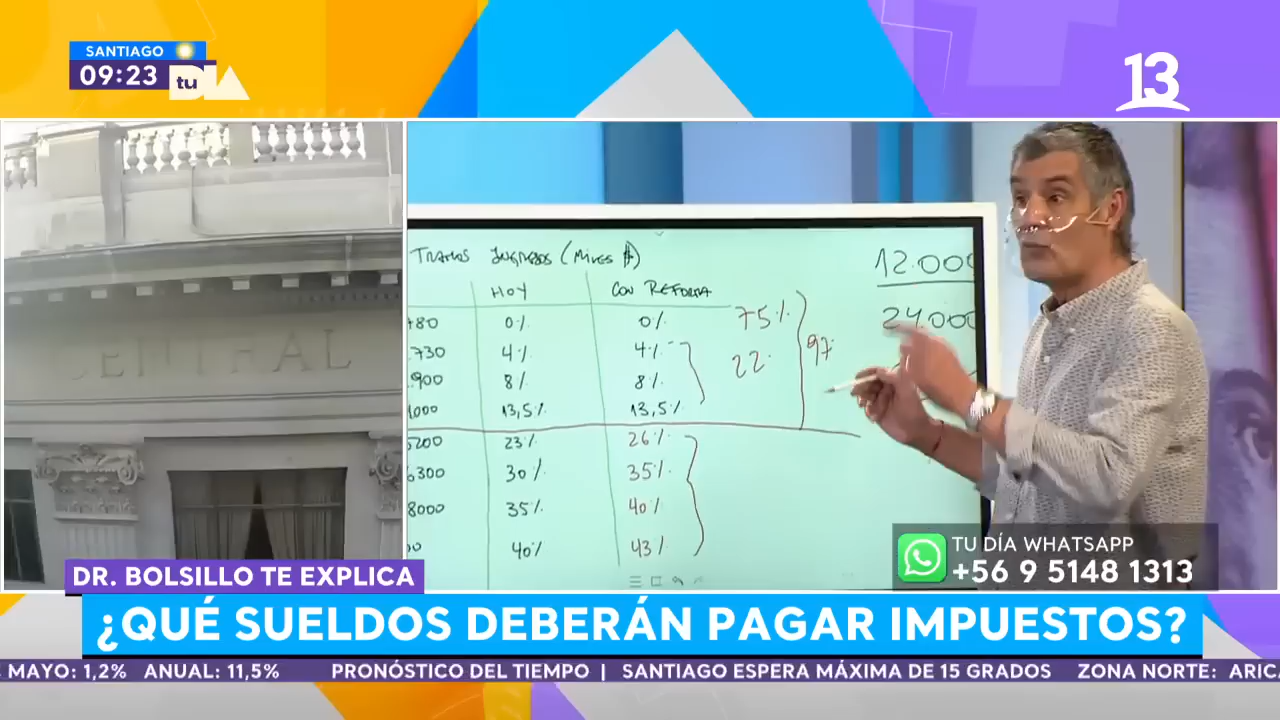 SANTIAGO
09:23
tu DÍA
13
CENTRAL
TRAMOS INGRESOS (MILES $)
HOY
CON REFORMA
780 0% 0%
730 4% 4%
900 8% 8%
1000 13,5% 13,5%
5200 23% 26%
6300 30% 35%
8000 35% 40%
00 40% 43%
75%
22%
97%
12.000
24.000
TU DÍA WHATSAPP
+56 9 5148 1313
DR. BOLSILLO TE EXPLICA
¿QUÉ SUELDOS DEBERÁN PAGAR IMPUESTOS?
MAYO: 1,2% ANUAL: 11,5% PRONÓSTICO DEL TIEMPO | SANTIAGO ESPERA MÁXIMA DE 15 GRADOS ZONA NORTE: ARICA